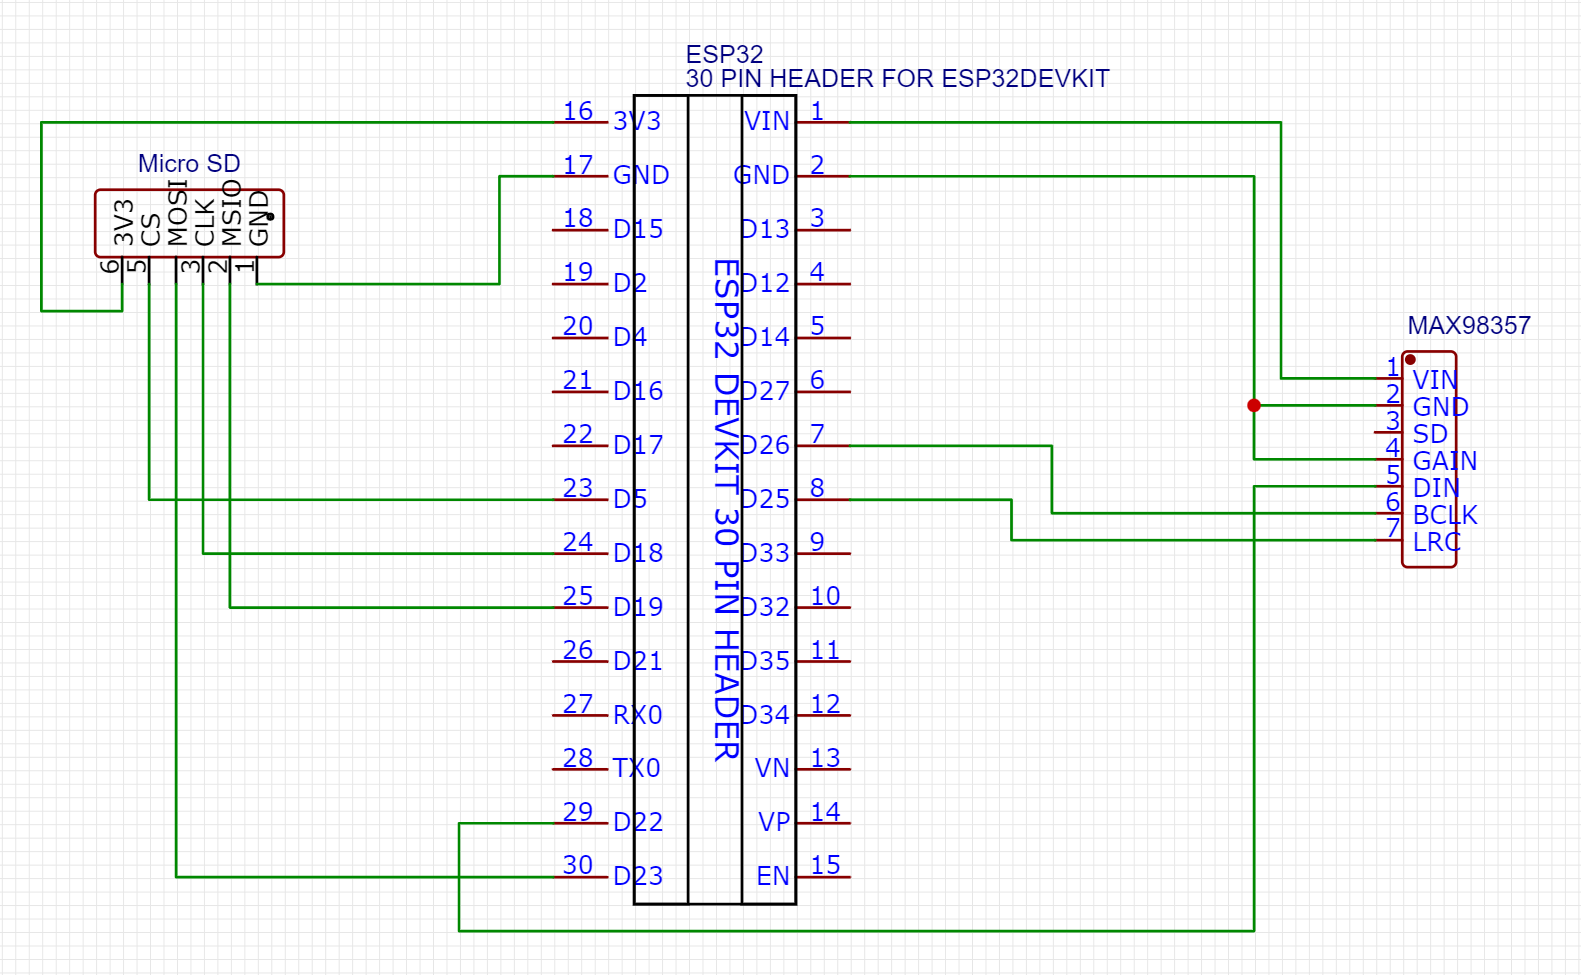 ESP32
30 PIN HEADER FOR ESP32DEVKIT
Micro SD
3V3
CS
MOSI
CLK
MSIO
GND
6
5
3
2
1
16 3V3
17 GND
18 D15
19 D2
20 D4
21 D16
22 D17
23 D5
24 D18
25 D19
26 D21
27 RX0
28 TX0
29 D22
30 D23
ESP32 DEVKIT 30 PIN HEADER
VIN 1
GND 2
D13 3
D12 4
D14 5
D27 6
D26 7
D25 8
D33 9
D32 10
D35 11
D34 12
VN 13
VP 14
EN 15
MAX98357
1 VIN
2 GND
3 SD
4 GAIN
5 DIN
6 BCLK
7 LRC